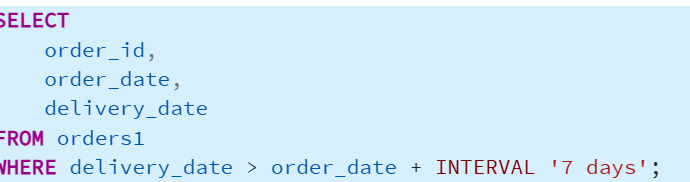 SELECT
    order_id,
    order_date,
    delivery_date
FROM orders1
WHERE delivery_date > order_date + INTERVAL '7 days';